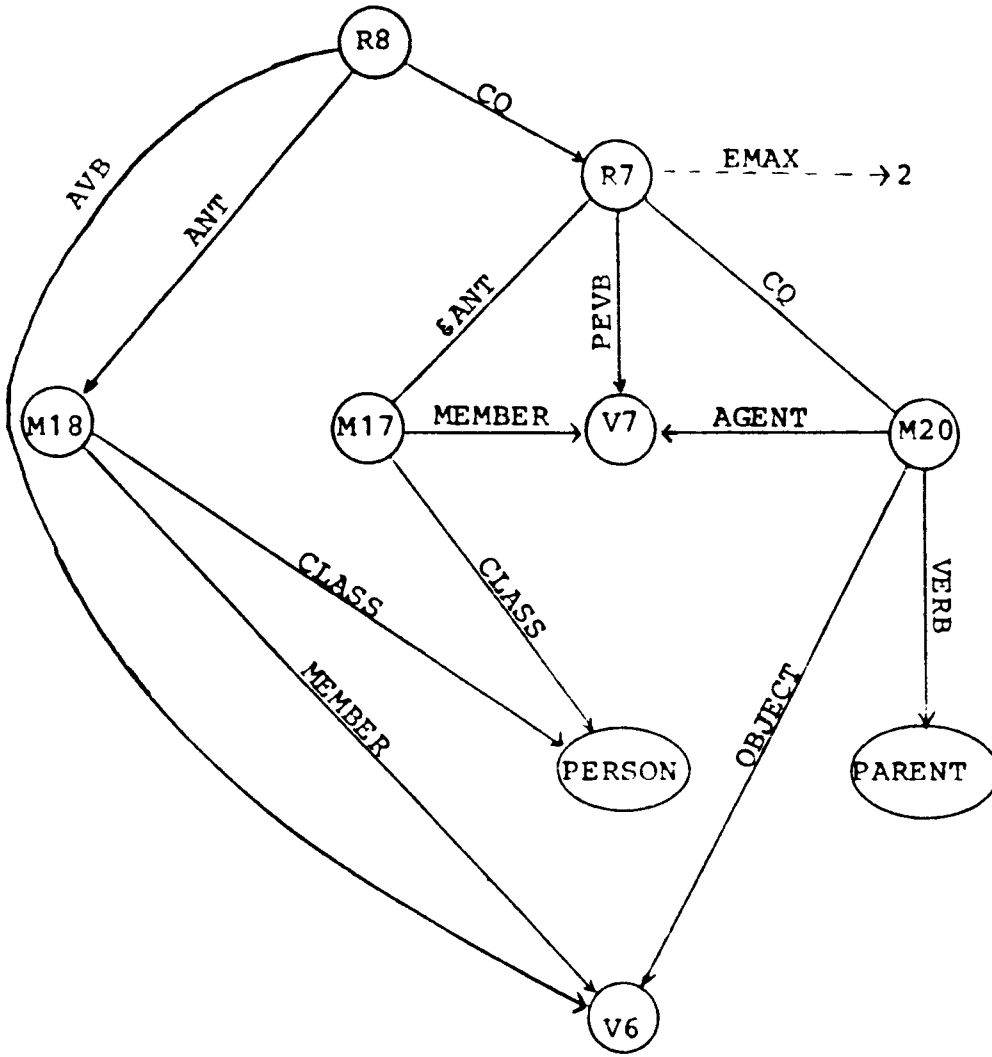 R8
CQ
R7
EMAX
2
AVB
ANT
&ANT
PEVB
CQ
M18
M17
MEMBER
V7
AGENT
M20
CLASS
CLASS
VERB
MEMBER
OBJECT
PERSON
PARENT
V6